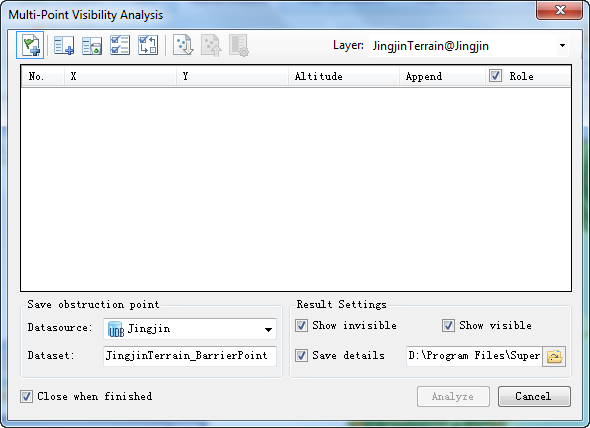 Multi-Point Visibility Analysis
Layer: JingjinTerrain@Jingjin
No. X Y Altitude Append Role
Save obstruction point
Datasource: UDB Jingjin
Dataset: JingjinTerrain_BarrierPoint
Result Settings
Show invisible Show visible
Save details D:\Program Files\Super
Close when finished
Analyze Cancel